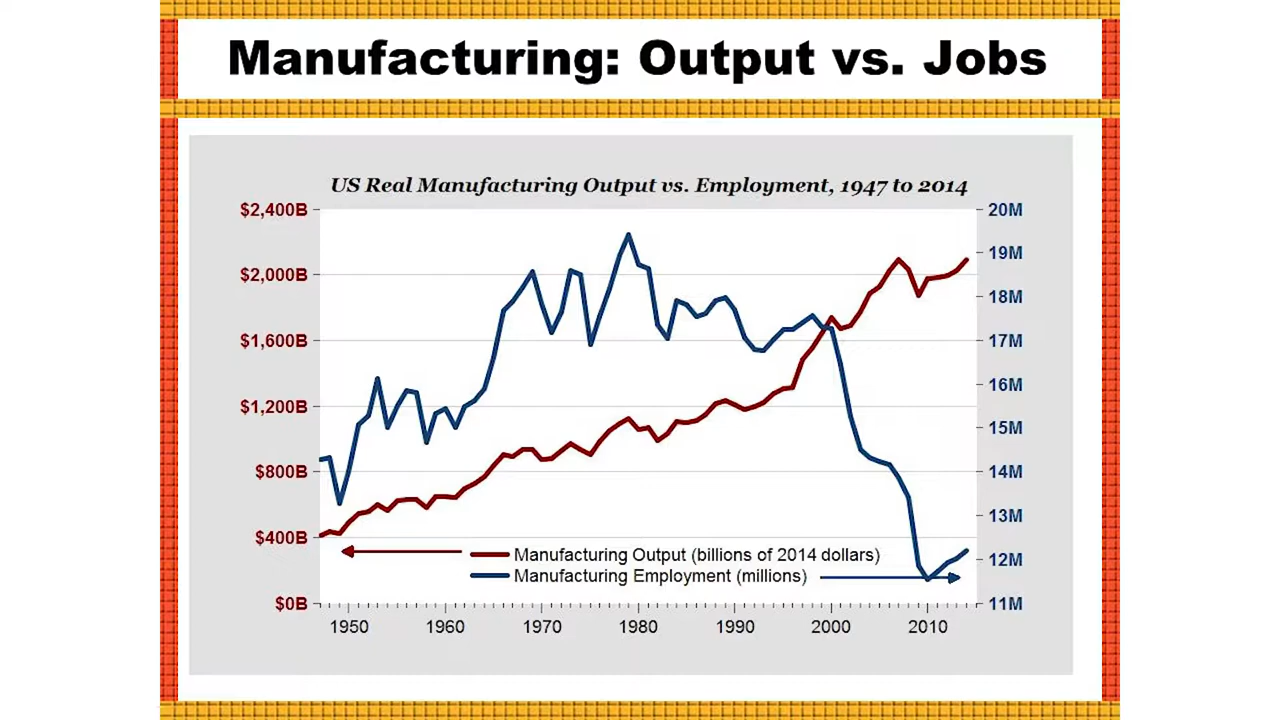 Manufacturing: Output vs. Jobs
US Real Manufacturing Output vs. Employment, 1947 to 2014
$2,400B 20M
19M
$2,000B
18M
$1,600B 17M
16M
$1,200B
15M
$800B 14M
13M
$400B
Manufacturing Output (billions of 2014 dollars)
12M
Manufacturing Employment (millions)
$0B 11M
1950 1960 1970 1980 1990 2000 2010